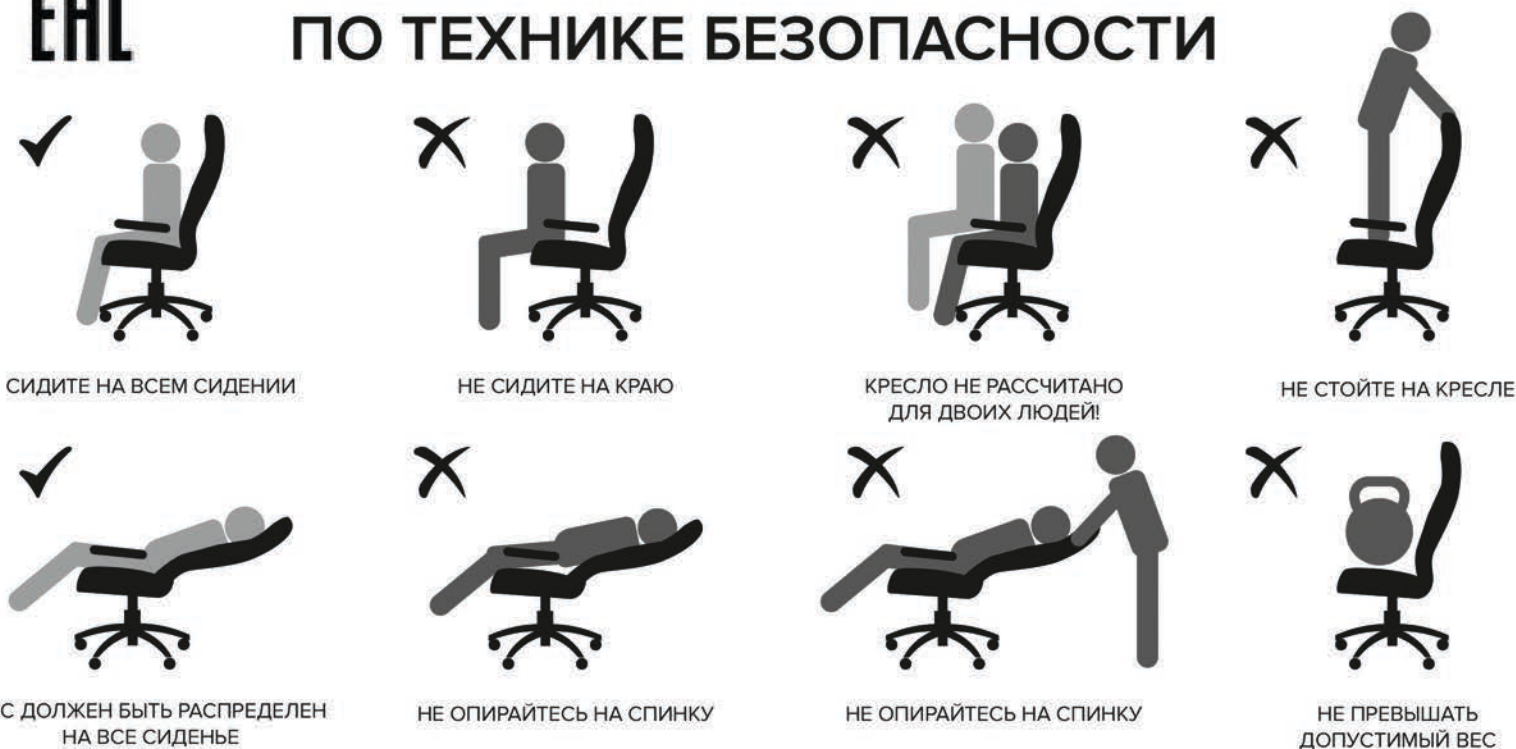 ЕАС
ПО ТЕХНИКЕ БЕЗОПАСНОСТИ
СИДИТЕ НА ВСЕМ СИДЕНИИ
НЕ СИДИТЕ НА КРАЮ
КРЕСЛО НЕ РАССЧИТАНО
ДЛЯ ДВОИХ ЛЮДЕЙ!
НЕ СТОЙТЕ НА КРЕСЛЕ
С ДОЛЖЕН БЫТЬ РАСПРЕДЕЛЕН
НА ВСЕ СИДЕНЬЕ
НЕ ОПИРАЙТЕСЬ НА СПИНКУ
НЕ ОПИРАЙТЕСЬ НА СПИНКУ
НЕ ПРЕВЫШАТЬ
ДОПУСТИМЫЙ ВЕС